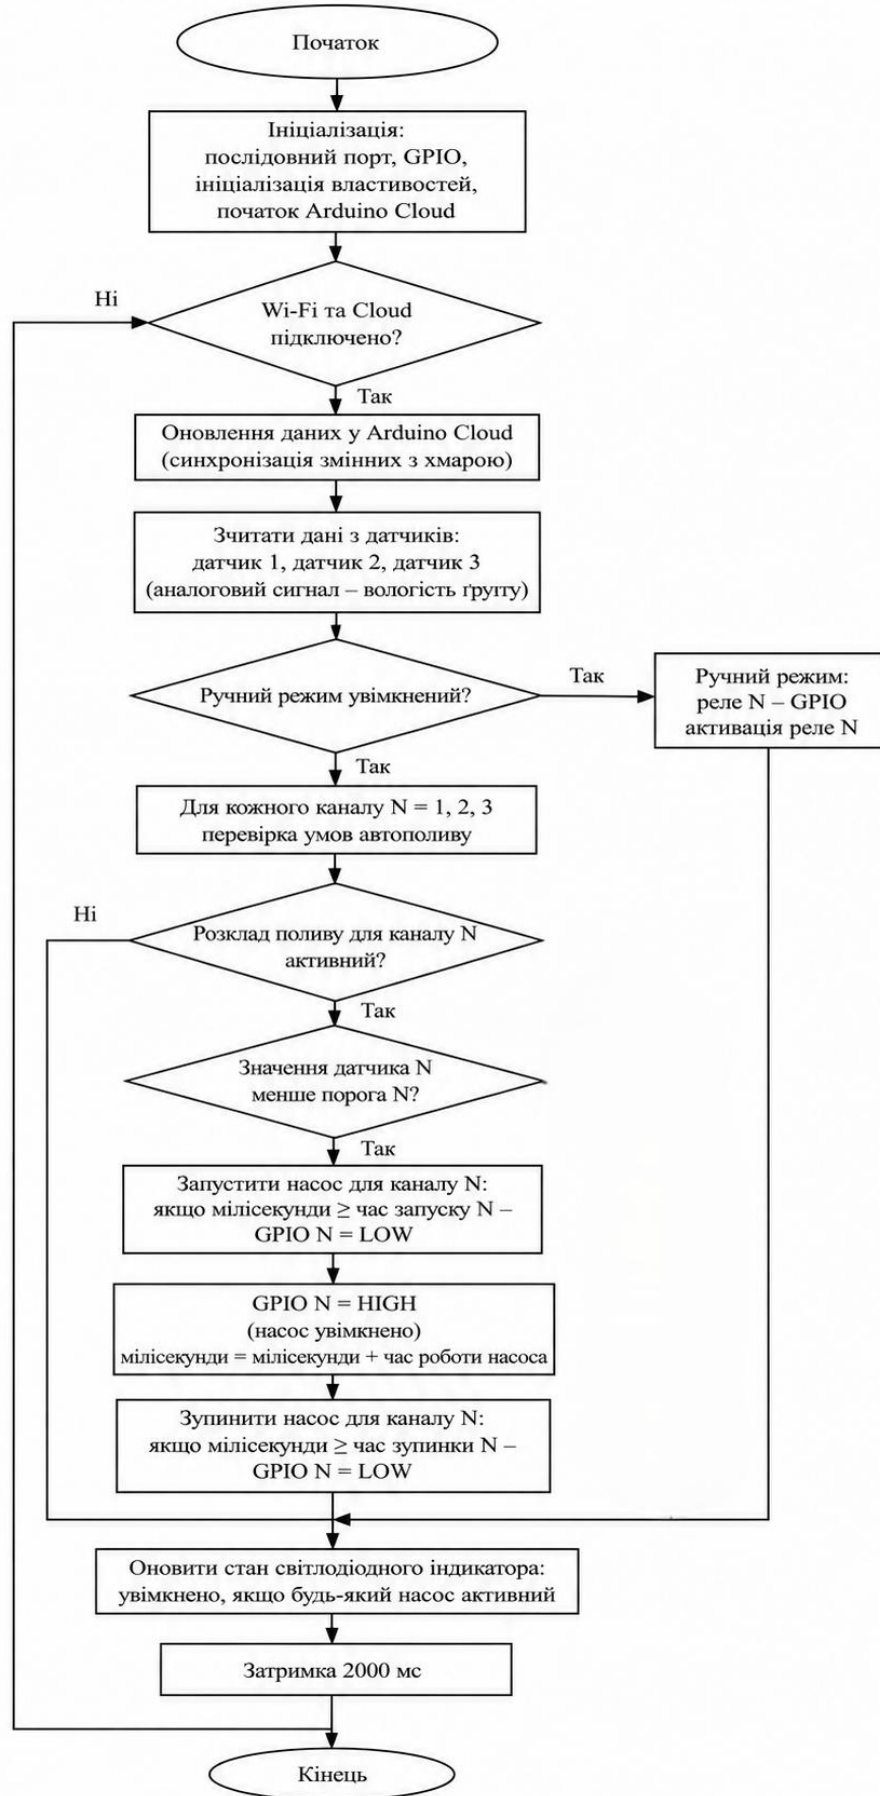 Початок
Ініціалізація:
послідовний порт, GPIO,
ініціалізація властивостей,
початок Arduino Cloud
Ні
Wi-Fi та Cloud
підключено?
Так
Оновлення даних у Arduino Cloud
(синхронізація змінних з хмарою)
Зчитати дані з датчиків:
датчик 1, датчик 2, датчик 3
(аналоговий сигнал – вологість ґруґту)
Ручний режим увімкнений?
Так
Ручний режим:
реле N – GPIO
активація реле N
Так
Для кожного каналу N = 1, 2, 3
перевірка умов автополиву
Ні
Розклад поливу для каналу N
активний?
Так
Значення датчика N
менше порога N?
Так
Запустити насос для каналу N:
якщо мілісекунди ≥ час запуску N –
GPIO N = LOW
GPIO N = HIGH
(насос увімкнено)
мілісекунди = мілісекунди + час роботи насоса
Зупинити насос для каналу N:
якщо мілісекунди ≥ час зупинки N –
GPIO N = LOW
Оновити стан світлодіодного індикатора:
увімкнено, якщо будь-який насос активний
Затримка 2000 мс
Кінець